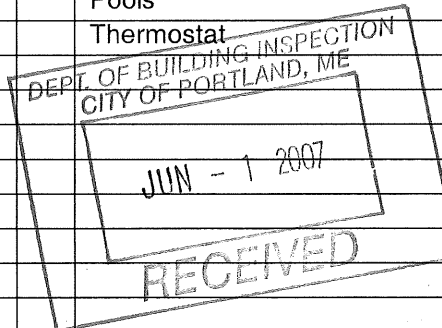 Pools
Thermostat
DEPT. OF BUILDING INSPECTION
CITY OF PORTLAND, ME
JUN - 1 2007
RECEIVED